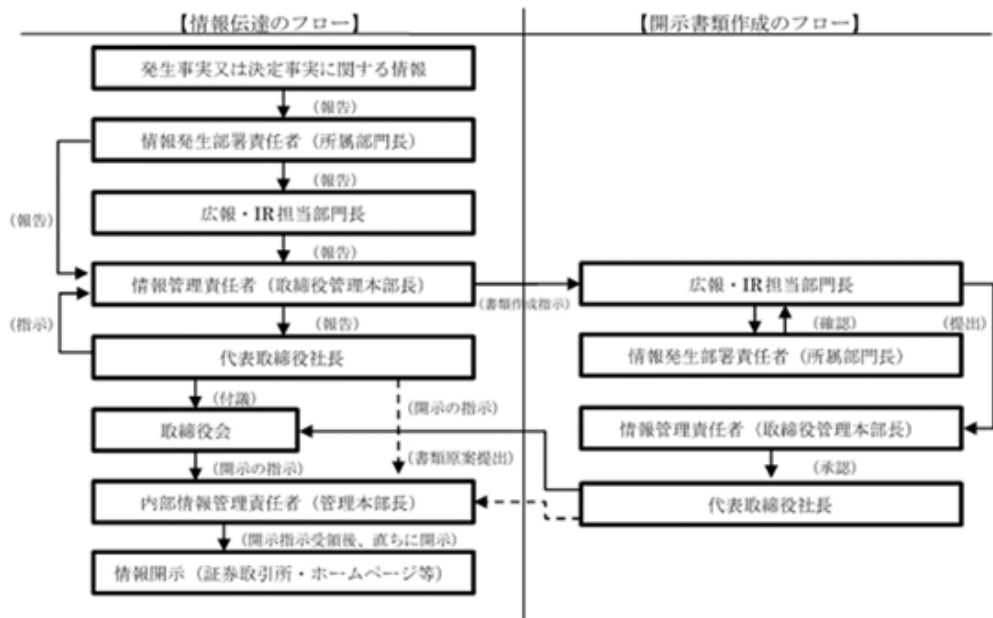 【情報伝達のフロー】
発生事実又は決定事実に関する情報
(報告)
情報発生部署責任者（所属部門長）
(報告)
(報告)
広報・IR担当部門長
(報告)
情報管理責任者（取締役管理本部長）
(指示)
(報告)
代表取締役社長
(付議)
(開示の指示)
取締役会
(開示の指示)
(書類原案提出)
内部情報管理責任者（管理本部長）
(開示指示受領後、直ちに開示)
情報開示（証券取引所・ホームページ等）
【開示書類作成のフロー】
(書類作成指示)
広報・IR担当部門長
(確認)
(提出)
情報発生部署責任者（所属部門長）
情報管理責任者（取締役管理本部長）
(承認)
代表取締役社長